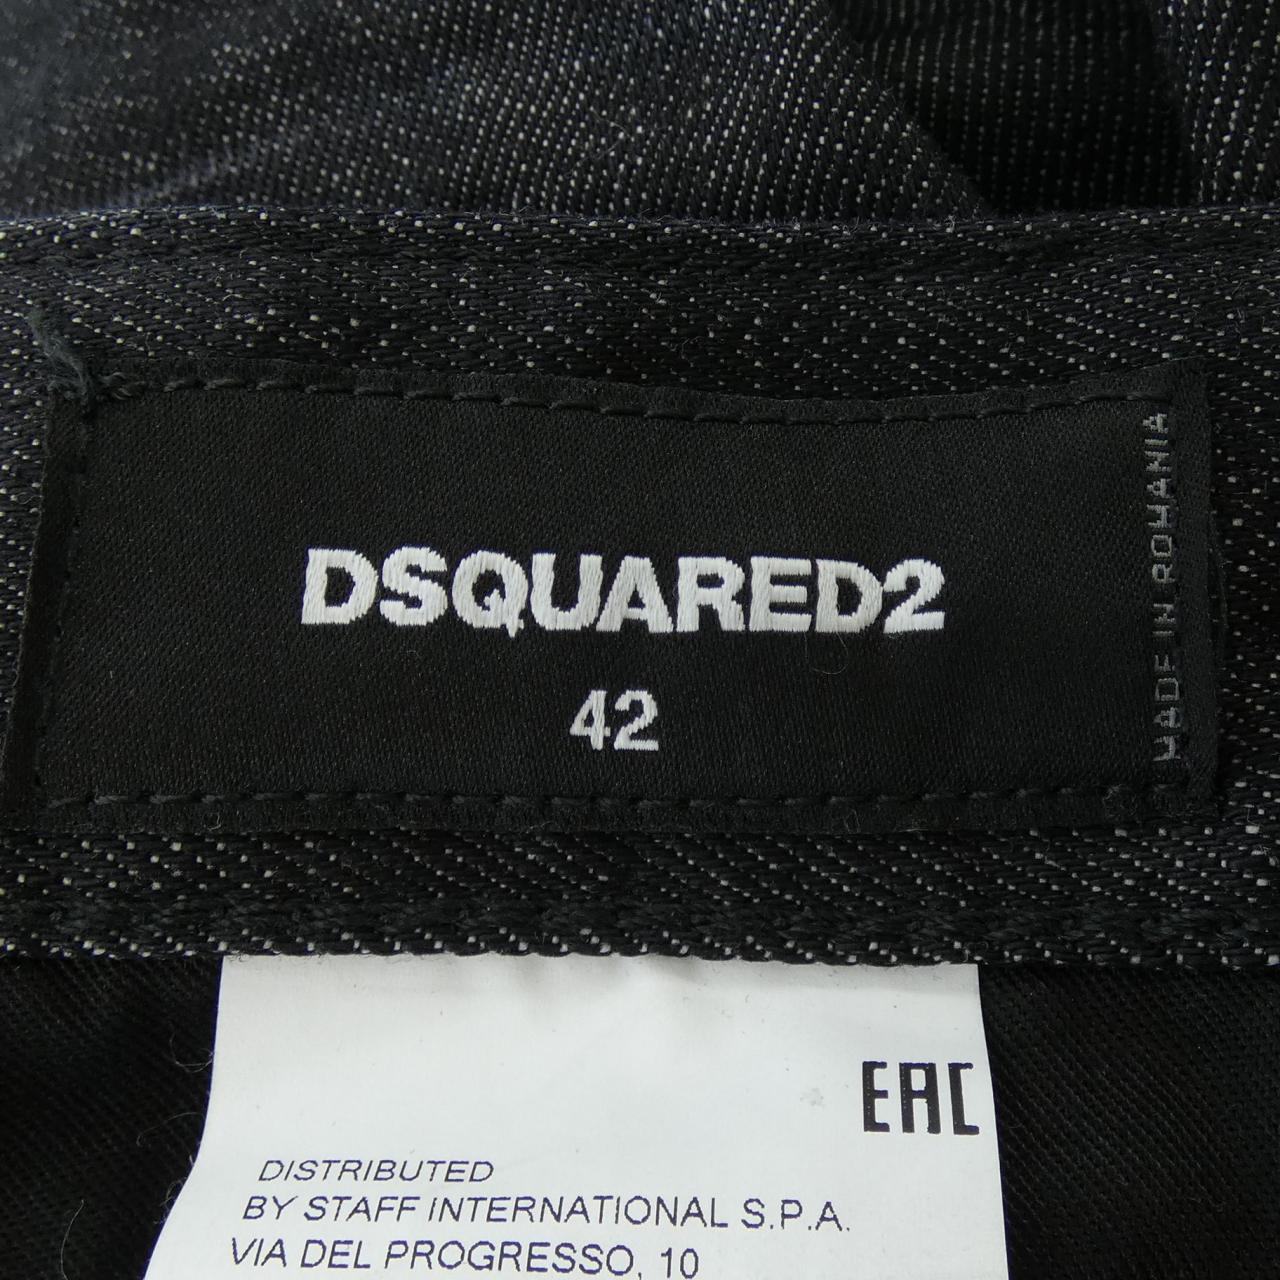 DSQUARED2
42
MADE IN ROMANIA
EAC
DISTRIBUTED
BY STAFF INTERNATIONAL S.P.A.
VIA DEL PROGRESSO, 10